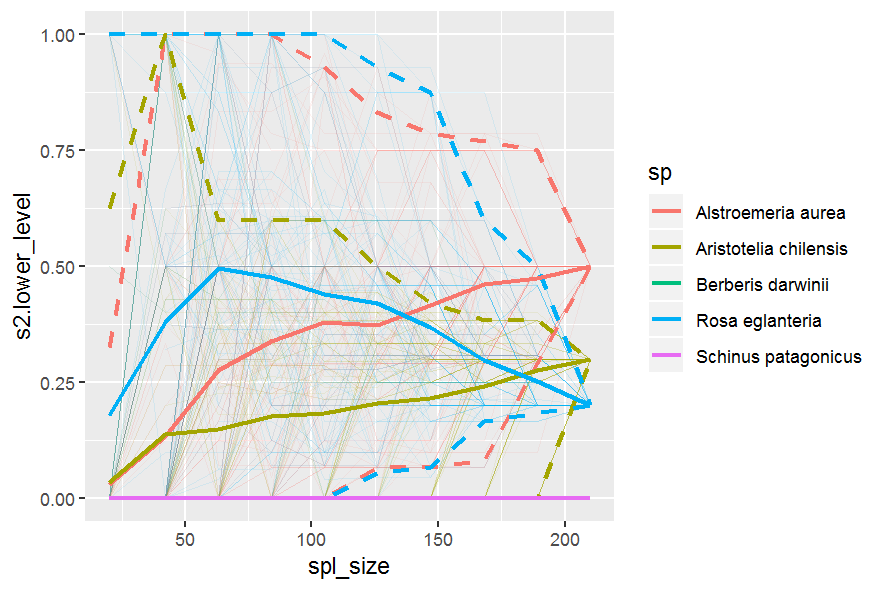 1.00
0.75
0.50
0.25
0.00
s2.lower_level
50 100 150 200
spl_size
sp
Alstroemeria aurea
Aristotelia chilensis
Berberis darwinii
Rosa eglanteria
Schinus patagonicus